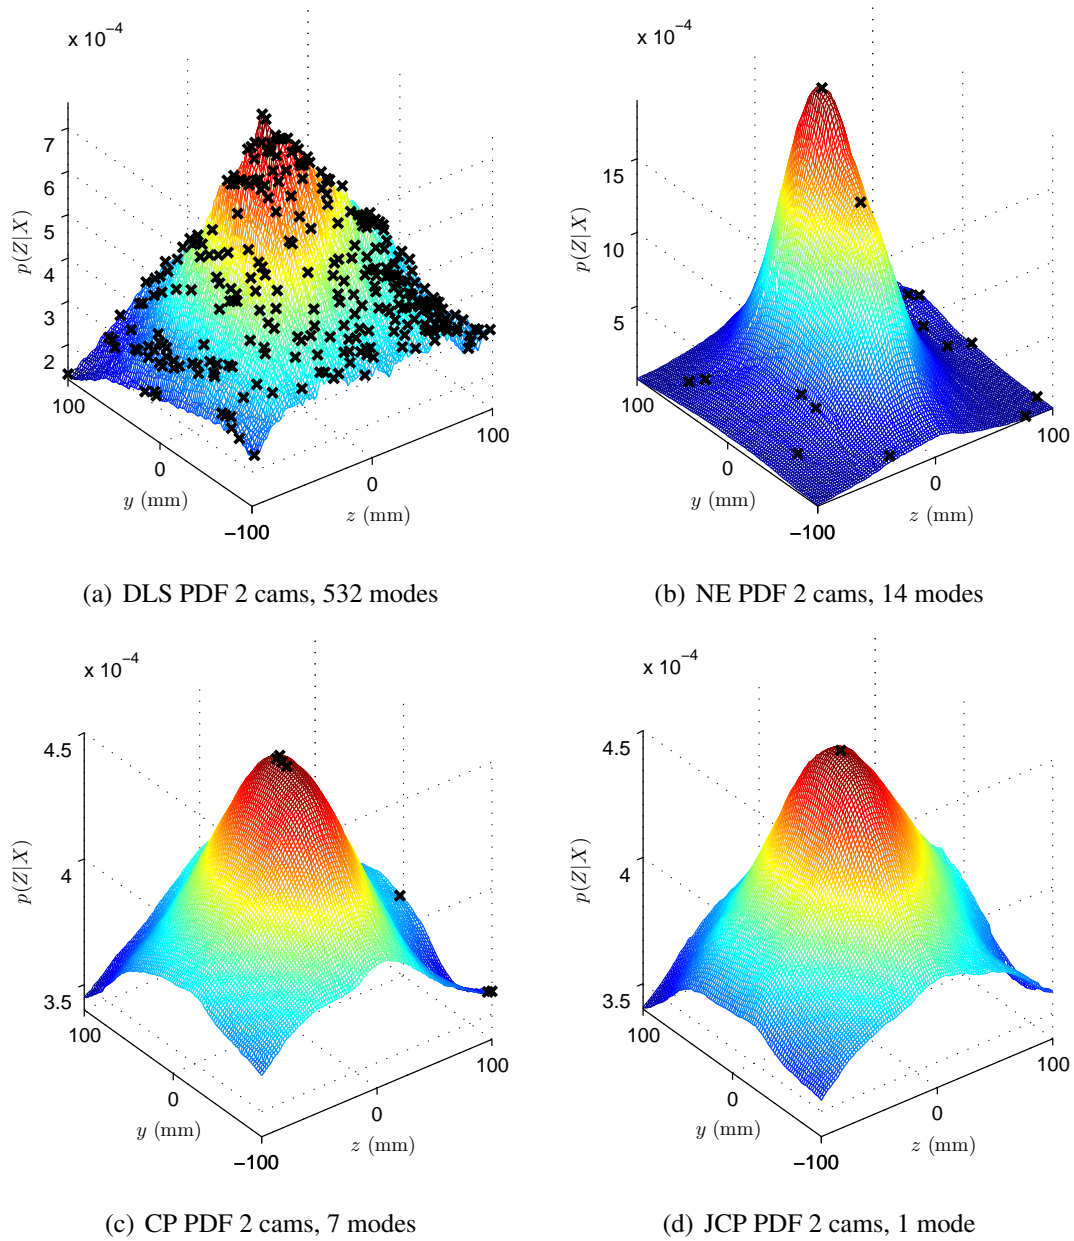 x 10⁻⁴
7
6
5
4
3
2
p(Z|X)
100
0
−100
y (mm)
0
100
z (mm)
(a) DLS PDF 2 cams, 532 modes
x 10⁻⁴
15
10
5
p(Z|X)
100
0
−100
y (mm)
0
100
z (mm)
(b) NE PDF 2 cams, 14 modes
x 10⁻⁴
4.5
4
3.5
p(Z|X)
100
0
−100
y (mm)
0
100
z (mm)
(c) CP PDF 2 cams, 7 modes
x 10⁻⁴
4.5
4
3.5
p(Z|X)
100
0
−100
y (mm)
0
100
z (mm)
(d) JCP PDF 2 cams, 1 mode